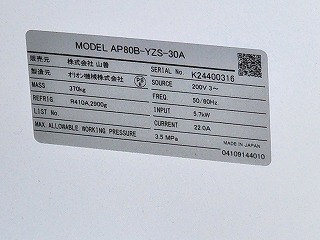 MODEL AP80B-YZS-30A
販売元 株式会社 山善 SERIAL No. K24400316
製造元 オリオン機械株式会社 PSE SOURCE 200V 3~
MASS 370kg FREQ. 50/60Hz
REFRIG R410A,2900g INPUT 5.7kW
LIST No. CURRENT 22.0A
MAX ALLOWABLE WORKING PRESSURE 3.5 MPa
MADE IN JAPAN
04109144010